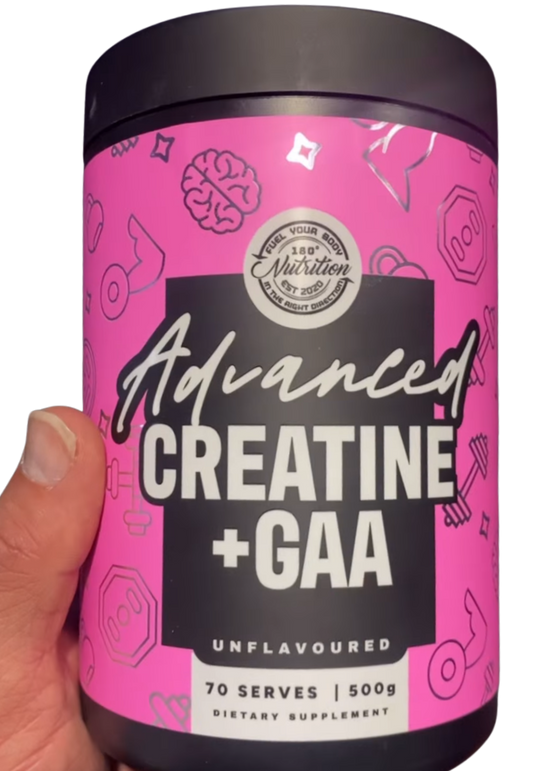 FUEL YOUR BODY
180°
Nutrition
EST 2020
IN THE RIGHT DIRECTION
Advanced
CREATINE
+GAA
UNFLAVOURED
70 SERVES | 500g
DIETARY SUPPLEMENT